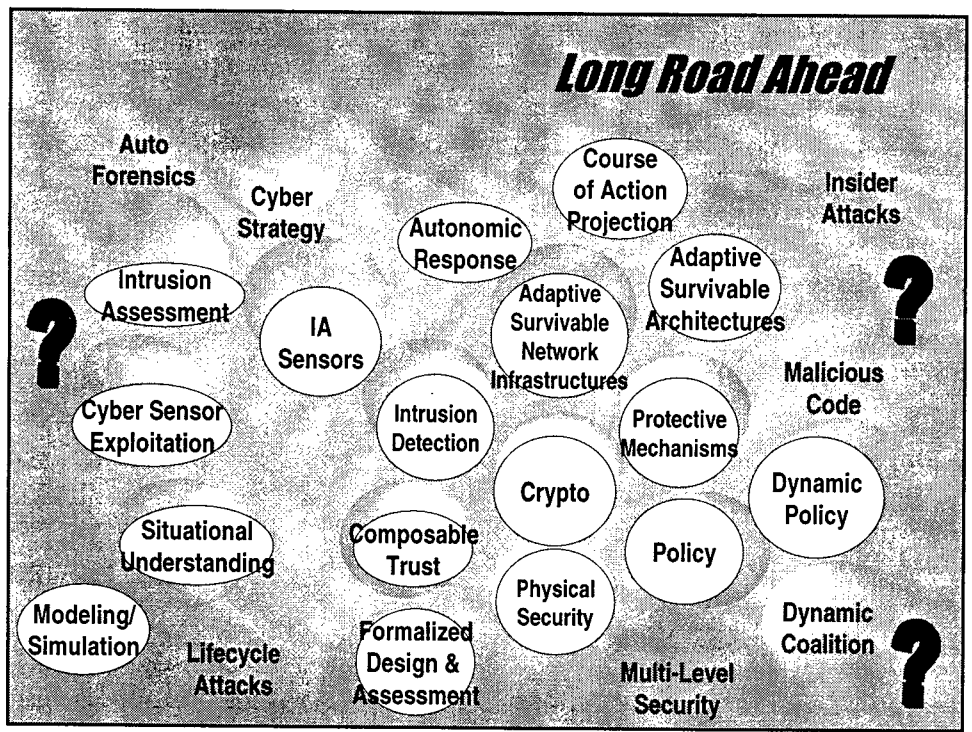 Long Road Ahead
Auto
Forensics
Cyber
Strategy
Autonomic
Response
Course
of Action
Projection
Insider
Attacks
Intrusion
Assessment
IA
Sensors
Adaptive
Survivable
Network
Infrastructures
Adaptive
Survivable
Architectures
?
?
Cyber Sensor
Exploitation
Intrusion
Detection
Protective
Mechanisms
Malicious
Code
Crypto
Dynamic
Policy
Situational
Understanding
Composable
Trust
Policy
Physical
Security
Modeling/
Simulation
Lifecycle
Attacks
Formalized
Design &
Assessment
Multi-Level
Security
Dynamic
Coalition
?